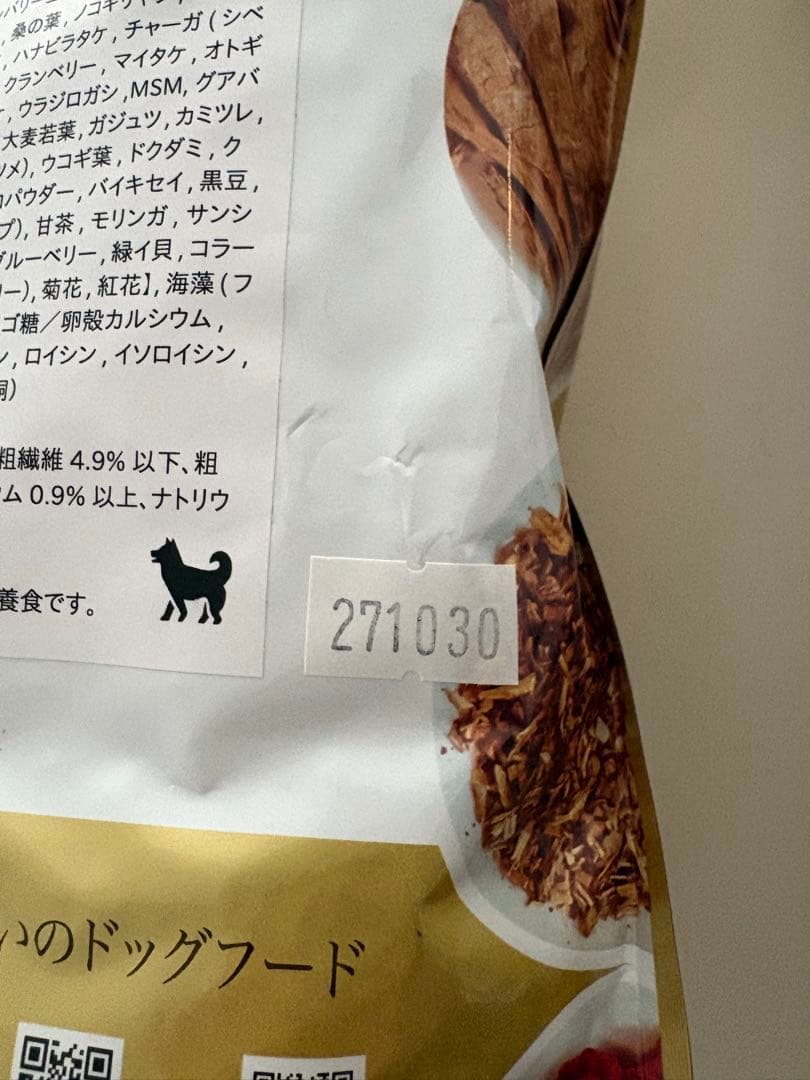 桑の葉, ノコギリヤシ,
, ハナビラタケ, チャーガ ( シベ
クランベリー, マイタケ, オトギ
, ウラジロガシ ,MSM, グアバ
大麦若葉, ガジュツ, カミツレ,
ツメ), ウコギ葉, ドクダミ, ク
パウダー, バイキセイ, 黒豆,
プ), 甘茶, モリンガ, サンシ
ブルーベリー, 緑イ貝, コラー
リー), 菊花, 紅花】, 海藻 ( フ
ゴ糖／卵殻カルシウム,
ン, ロイシン, イソロイシン,
銅)
粗繊維 4.9% 以下、粗
ム 0.9% 以上、ナトリウ
養食です。
271030
いのドッグフード